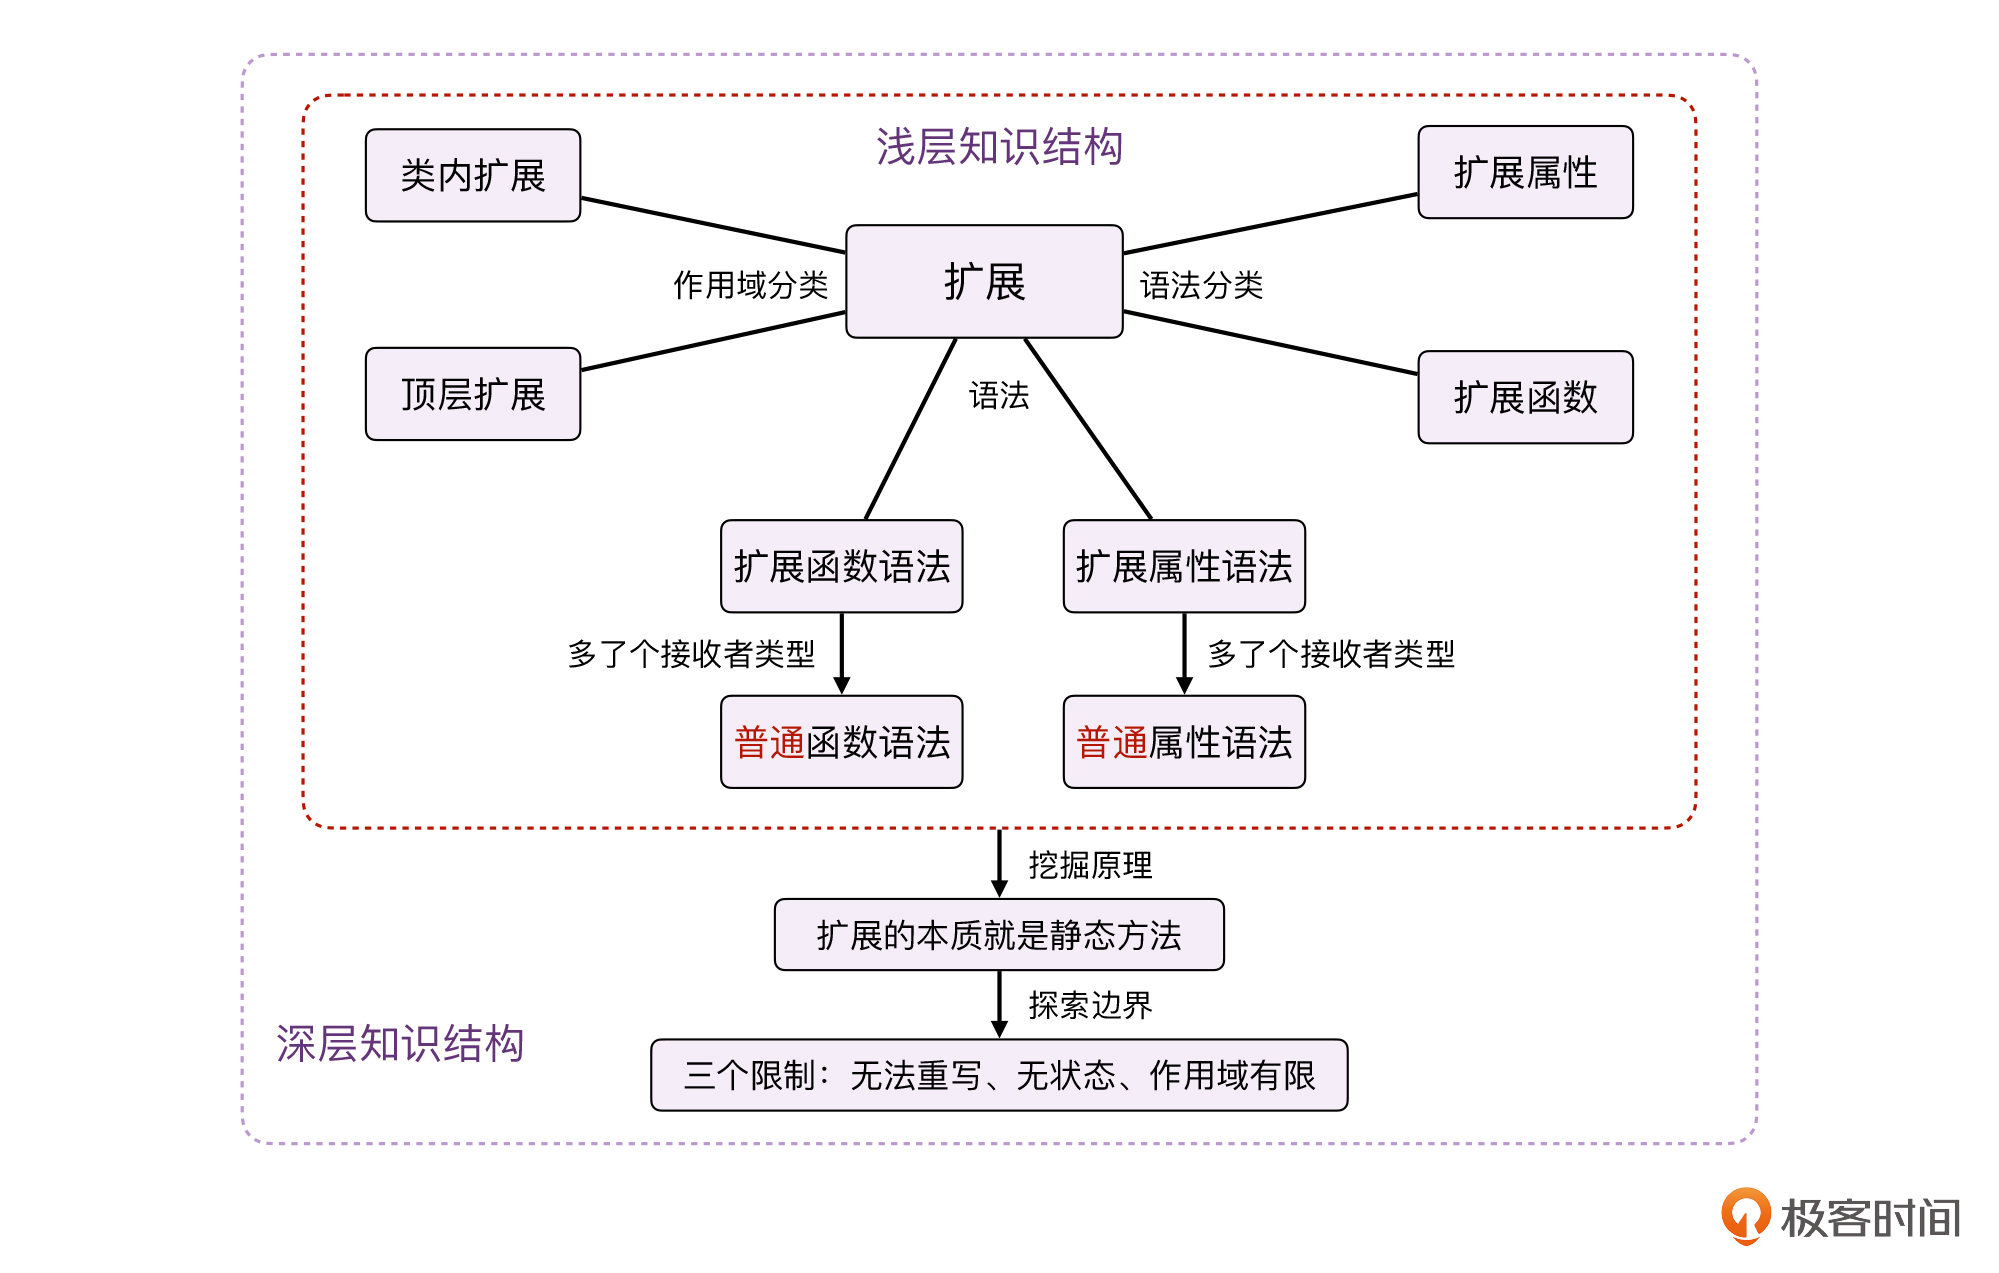 浅层知识结构
类内扩展
扩展属性
扩展
作用域分类
语法分类
顶层扩展
语法
扩展函数
扩展函数语法
扩展属性语法
多了个接收者类型
多了个接收者类型
普通函数语法
普通属性语法
挖掘原理
扩展的本质就是静态方法
探索边界
深层知识结构
三个限制：无法重写、无状态、作用域有限
极客时间